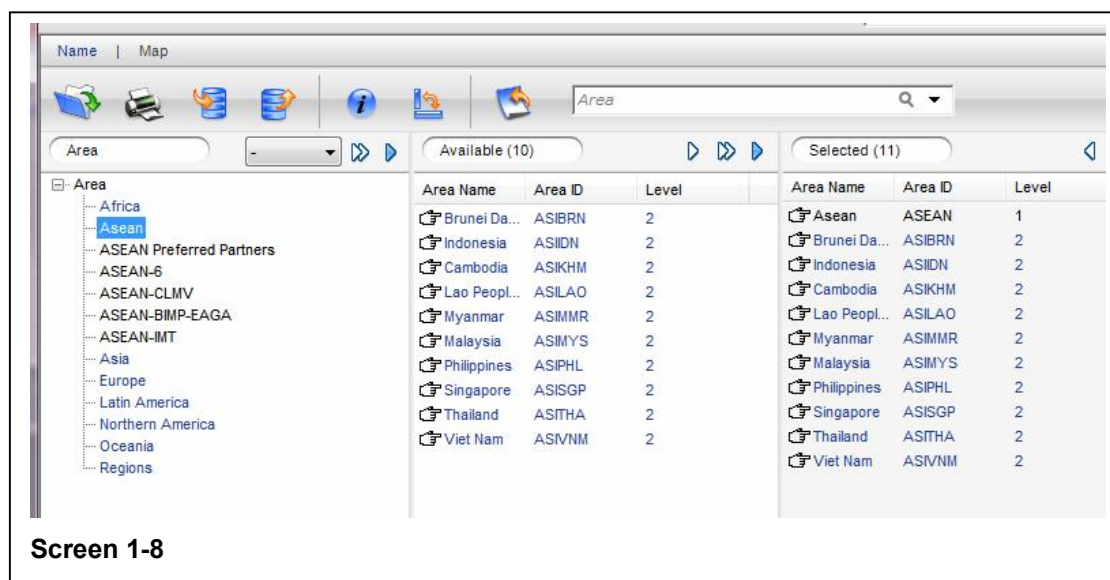 Name | Map
Area
Area
-
Available (10)
Selected (11)
Area
Africa
Asean
ASEAN Preferred Partners
ASEAN-6
ASEAN-CLMV
ASEAN-BIMP-EAGA
ASEAN-IMT
Asia
Europe
Latin America
Northern America
Oceania
Regions
Area Name Area ID Level
Brunei Da... ASIBRN 2
Indonesia ASIIDN 2
Cambodia ASIKHM 2
Lao Peopl... ASILAO 2
Myanmar ASIMMR 2
Malaysia ASIMYS 2
Philippines ASIPHL 2
Singapore ASISGP 2
Thailand ASITHA 2
Viet Nam ASIVNM 2
Area Name Area ID Level
Asean ASEAN 1
Brunei Da... ASIBRN 2
Indonesia ASIIDN 2
Cambodia ASIKHM 2
Lao Peopl... ASILAO 2
Myanmar ASIMMR 2
Malaysia ASIMYS 2
Philippines ASIPHL 2
Singapore ASISGP 2
Thailand ASITHA 2
Viet Nam ASIVNM 2
Screen 1-8